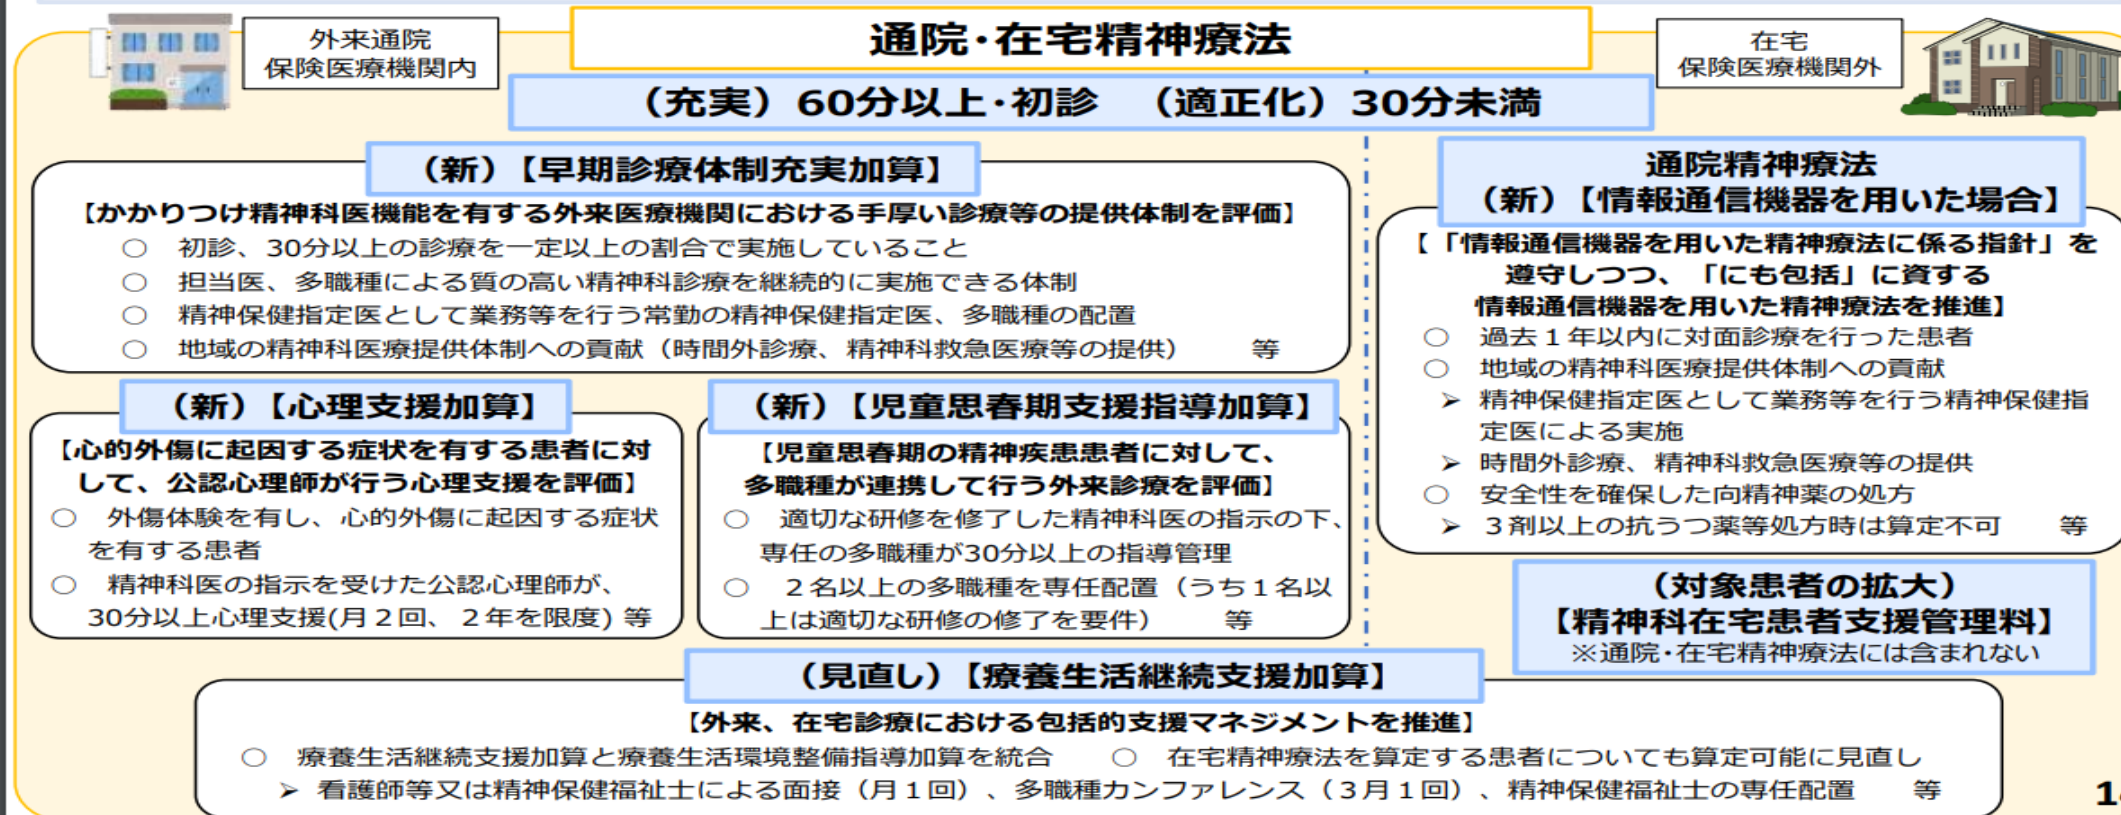 外来通院
保険医療機関内
通院・在宅精神療法
在宅
保険医療機関外
（充実）60分以上・初診　（適正化）30分未満
（新）【早期診療体制充実加算】
【かかりつけ精神科医機能を有する外来医療機関における手厚い診療等の提供体制を評価】
○　初診、30分以上の診療を一定以上の割合で実施していること
○　担当医、多職種による質の高い精神科診療を継続的に実施できる体制
○　精神保健指定医として業務等を行う常勤の精神保健指定医、多職種の配置
○　地域の精神科医療提供体制への貢献（時間外診療、精神科救急医療等の提供）　　等
（新）【心理支援加算】
【心的外傷に起因する症状を有する患者に対
して、公認心理師が行う心理支援を評価】
○　外傷体験を有し、心的外傷に起因する症状
を有する患者
○　精神科医の指示を受けた公認心理師が、
30分以上心理支援(月２回、２年を限度) 等
（新）【児童思春期支援指導加算】
【児童思春期の精神疾患患者に対して、
多職種が連携して行う外来診療を評価】
○　適切な研修を修了した精神科医の指示の下、
専任の多職種が30分以上の指導管理
○　２名以上の多職種を専任配置（うち１名以
上は適切な研修の修了を要件）　　等
通院精神療法
（新）【情報通信機器を用いた場合】
【「情報通信機器を用いた精神療法に係る指針」を
遵守しつつ、「にも包括」に資する
情報通信機器を用いた精神療法を推進】
○　過去１年以内に対面診療を行った患者
○　地域の精神科医療提供体制への貢献
➢ 精神保健指定医として業務等を行う精神保健指
定医による実施
➢ 時間外診療、精神科救急医療等の提供
○　安全性を確保した向精神薬の処方
➢ ３剤以上の抗うつ薬等処方時は算定不可　　等
（対象患者の拡大）
【精神科在宅患者支援管理料】
※通院・在宅精神療法には含まれない
（見直し）【療養生活継続支援加算】
【外来、在宅診療における包括的支援マネジメントを推進】
○　療養生活継続支援加算と療養生活環境整備指導加算を統合　　○　在宅精神療法を算定する患者についても算定可能に見直し
➢ 看護師等又は精神保健福祉士による面接（月１回）、多職種カンファレンス（３月１回）、精神保健福祉士の専任配置　　等